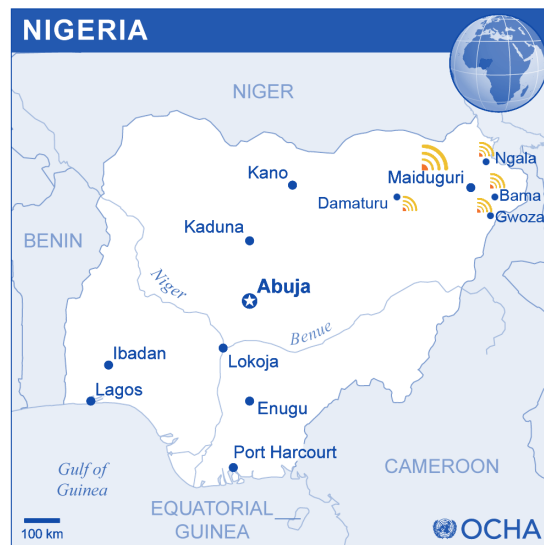 NIGERIA
NIGER
Ngala
Kano
Maiduguri
Damaturu
Bama
Gwoza
Kaduna
BENIN
Abuja
Niger
Benue
Ibadan
Lokoja
Lagos
Enugu
Port Harcourt
Gulf of
Guinea
CAMEROON
EQUATORIAL
GUINEA
100 km
OCHA